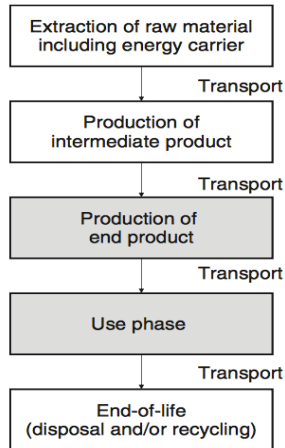 Extraction of raw material
including energy carrier
Transport
Production of
intermediate product
Transport
Production of
end product
Transport
Use phase
Transport
End-of-life
(disposal and/or recycling)